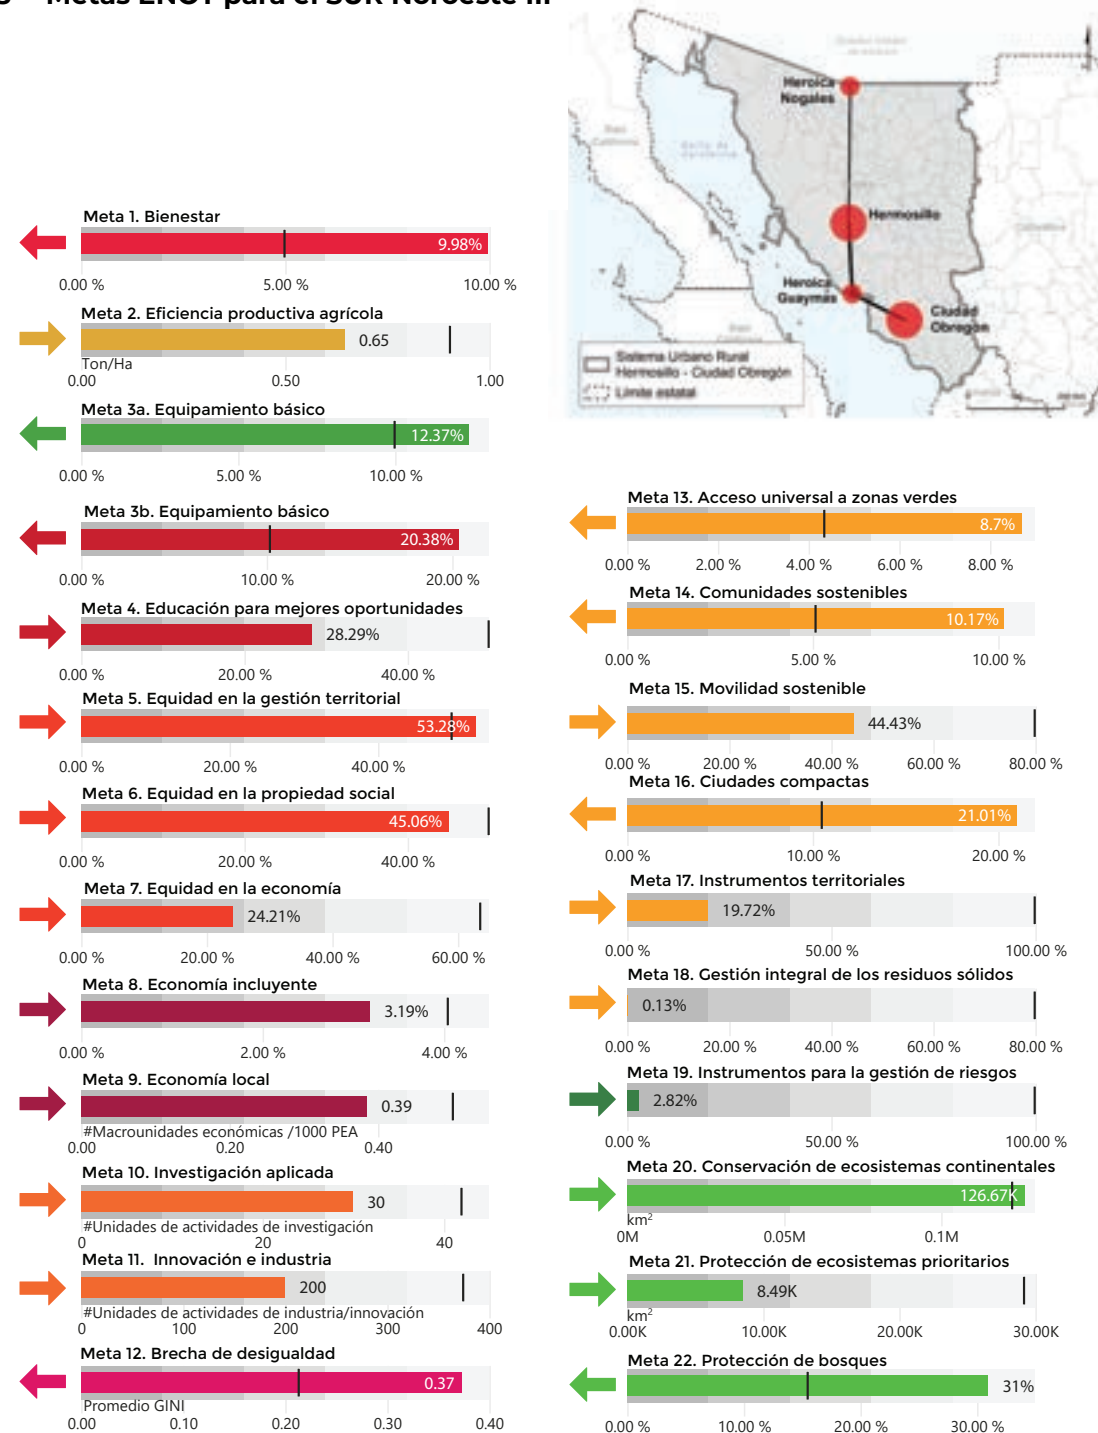 Metas ENOT para el SUR Noroeste III
Heroica
Nogales
Hermosillo
Heroica
Guaymas
Ciudad
Obregón
Sistema Urbano Rural
Hermosillo - Ciudad Obregón
Límite estatal
Meta 1. Bienestar
9.98%
0.00 %
5.00 %
10.00 %
Meta 2. Eficiencia productiva agrícola
0.65
Ton/Ha
0.00
0.50
1.00
Meta 3a. Equipamiento básico
12.37%
0.00 %
5.00 %
10.00 %
Meta 3b. Equipamiento básico
20.38%
0.00 %
10.00 %
20.00 %
Meta 4. Educación para mejores oportunidades
28.29%
0.00 %
20.00 %
40.00 %
Meta 5. Equidad en la gestión territorial
53.28%
0.00 %
20.00 %
40.00 %
Meta 6. Equidad en la propiedad social
45.06%
0.00 %
20.00 %
40.00 %
Meta 7. Equidad en la economía
24.21%
0.00 %
20.00 %
40.00 %
60.00 %
Meta 8. Economía incluyente
3.19%
0.00 %
2.00 %
4.00 %
Meta 9. Economía local
0.39
#Macrounidades económicas /1000 PEA
0.00
0.20
0.40
Meta 10. Investigación aplicada
30
#Unidades de actividades de investigación
0
20
40
Meta 11. Innovación e industria
200
#Unidades de actividades de industria/innovación
0
100
200
300
400
Meta 12. Brecha de desigualdad
0.37
Promedio GINI
0.00
0.10
0.20
0.30
0.40
Meta 13. Acceso universal a zonas verdes
8.7%
0.00 %
2.00 %
4.00 %
6.00 %
8.00 %
Meta 14. Comunidades sostenibles
10.17%
0.00 %
5.00 %
10.00 %
Meta 15. Movilidad sostenible
44.43%
0.00 %
20.00 %
40.00 %
60.00 %
80.00 %
Meta 16. Ciudades compactas
21.01%
0.00 %
10.00 %
20.00 %
Meta 17. Instrumentos territoriales
19.72%
0.00 %
50.00 %
100.00 %
Meta 18. Gestión integral de los residuos sólidos
0.13%
0.00 %
20.00 %
40.00 %
60.00 %
80.00 %
Meta 19. Instrumentos para la gestión de riesgos
2.82%
0.00 %
50.00 %
100.00 %
Meta 20. Conservación de ecosistemas continentales
126.67K
km²
0M
0.05M
0.1M
Meta 21. Protección de ecosistemas prioritarios
8.49K
km²
0.00K
10.00K
20.00K
30.00K
Meta 22. Protección de bosques
31%
0.00 %
10.00 %
20.00 %
30.00 %